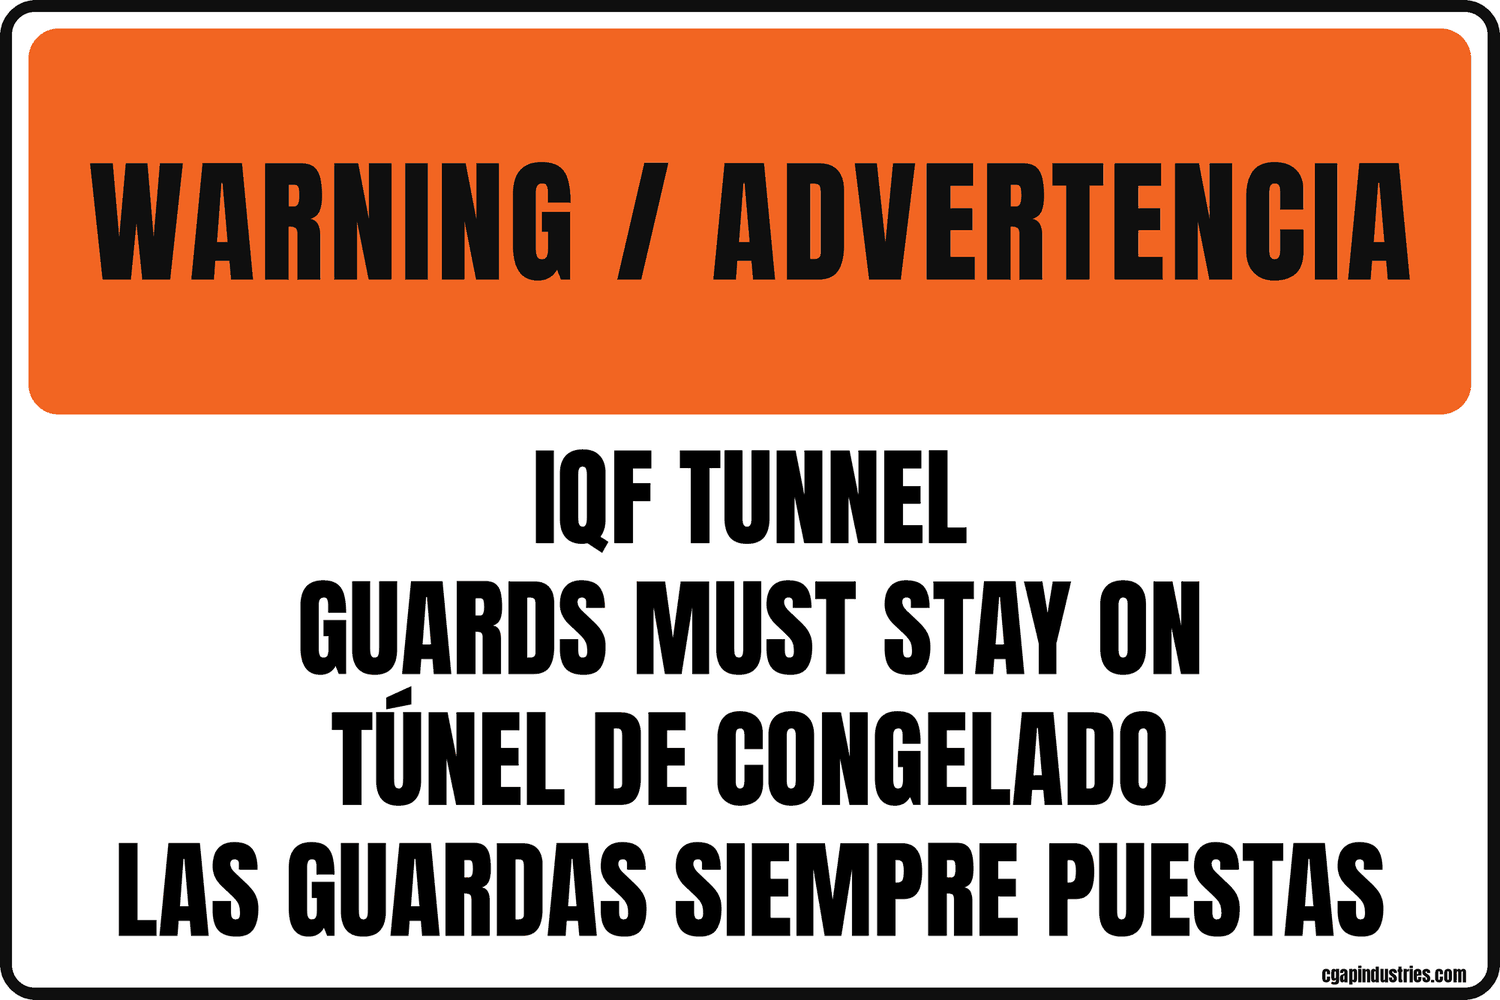 WARNING / ADVERTENCIA
IQF TUNNEL
GUARDS MUST STAY ON
TÚNEL DE CONGELADO
LAS GUARDAS SIEMPRE PUESTAS
cgapindustries.com